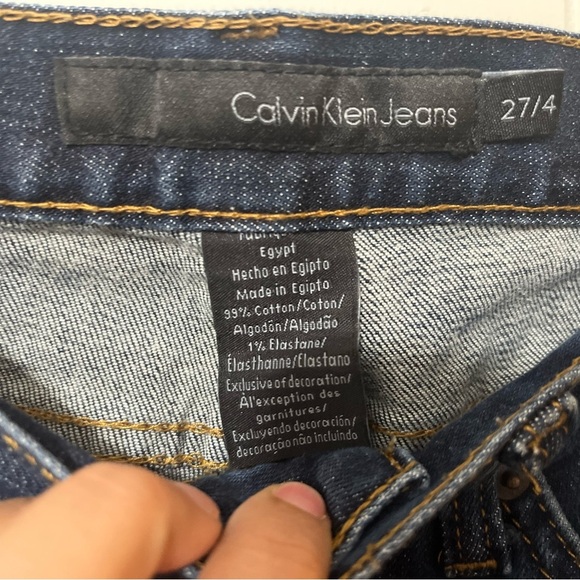 Calvin Klein Jeans
27/4
Egypt
Hecho en Egipto
Made in Egipto
99% Cotton/Coton/
Algodón/Algodão
1% Elastane/
Élasthanne/Elastano
Exclusive of decoration/
À l'exception des
garnitures/
Excluyendo decoración/
decoração não incluindo